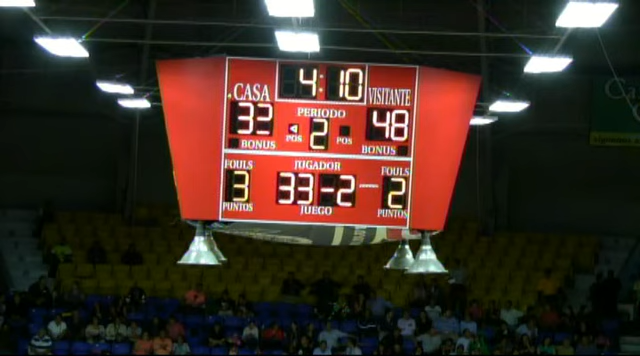 4:10
CASA VISITANTE
32 PERIODO 48
2
POS POS
BONUS BONUS
FOULS JUGADOR FOULS
3 33-2 2
PUNTOS JUEGO PUNTOS